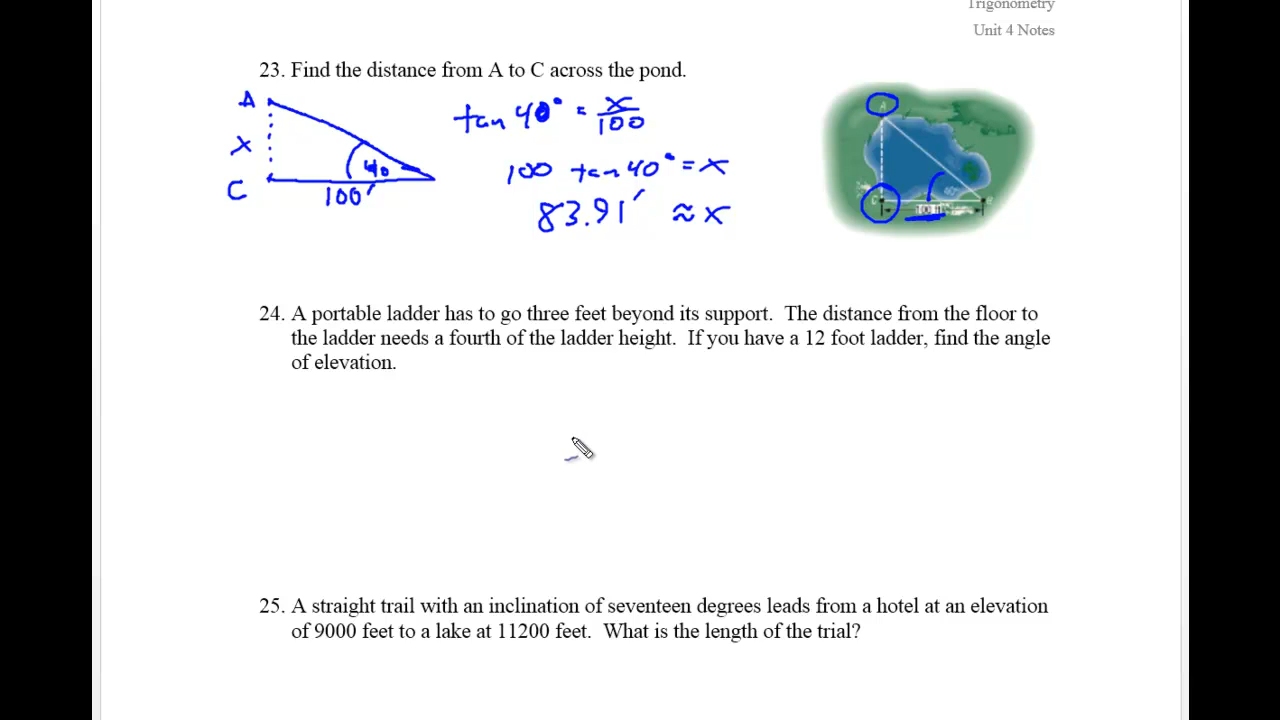 Trigonometry
Unit 4 Notes
23. Find the distance from A to C across the pond.
A
x
C
40
100'
tan 40° = x/100
100 tan 40° = x
83.91' ≈ x
A
40°
24. A portable ladder has to go three feet beyond its support. The distance from the floor to
the ladder needs a fourth of the ladder height. If you have a 12 foot ladder, find the angle
of elevation.
25. A straight trail with an inclination of seventeen degrees leads from a hotel at an elevation
of 9000 feet to a lake at 11200 feet. What is the length of the trial?